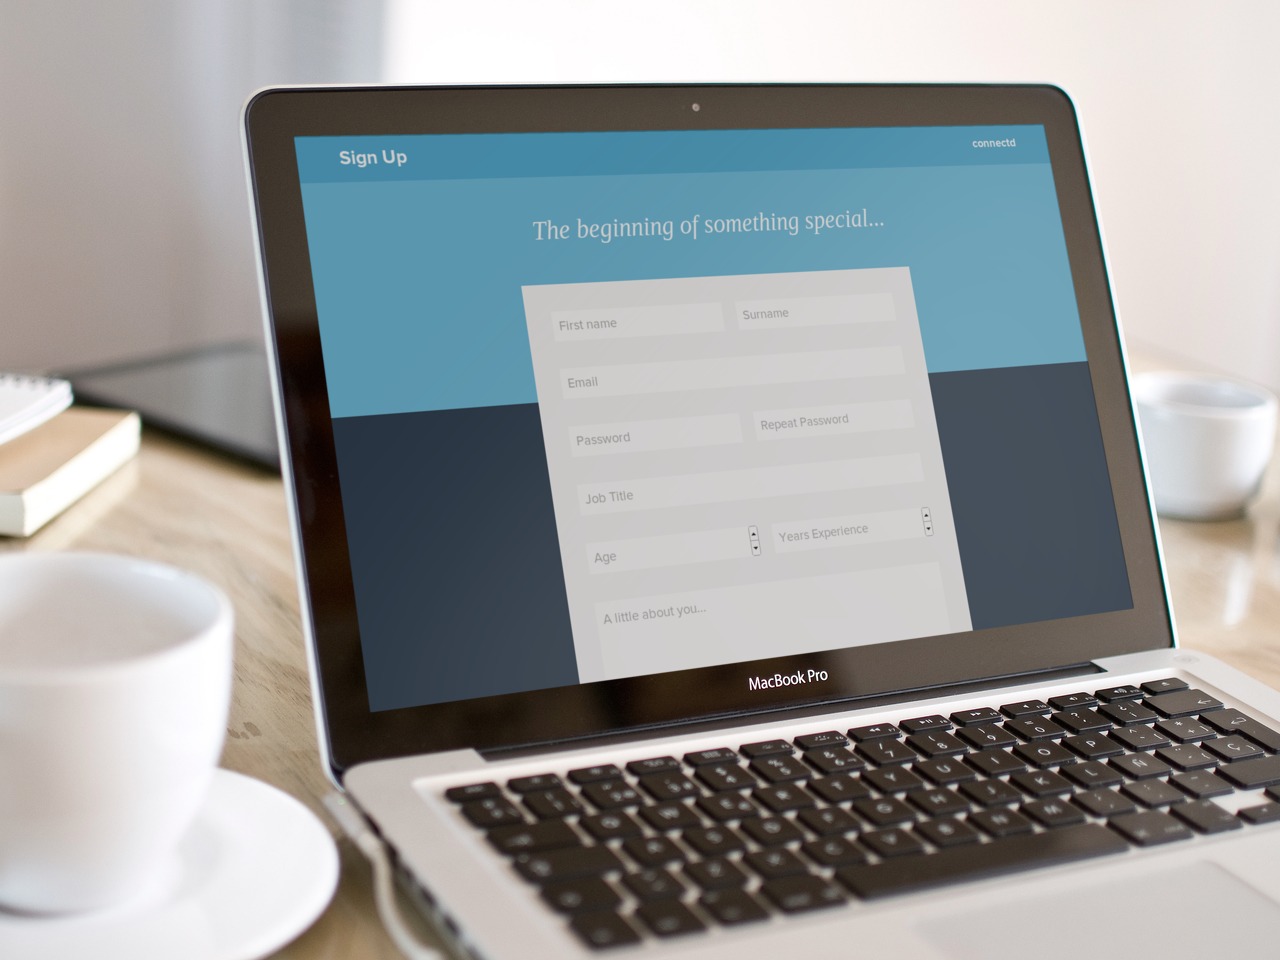 Sign Up
connectd
The beginning of something special...
First name
Surname
Email
Password
Repeat Password
Job Title
Age
Years Experience
A little about you...
MacBook Pro